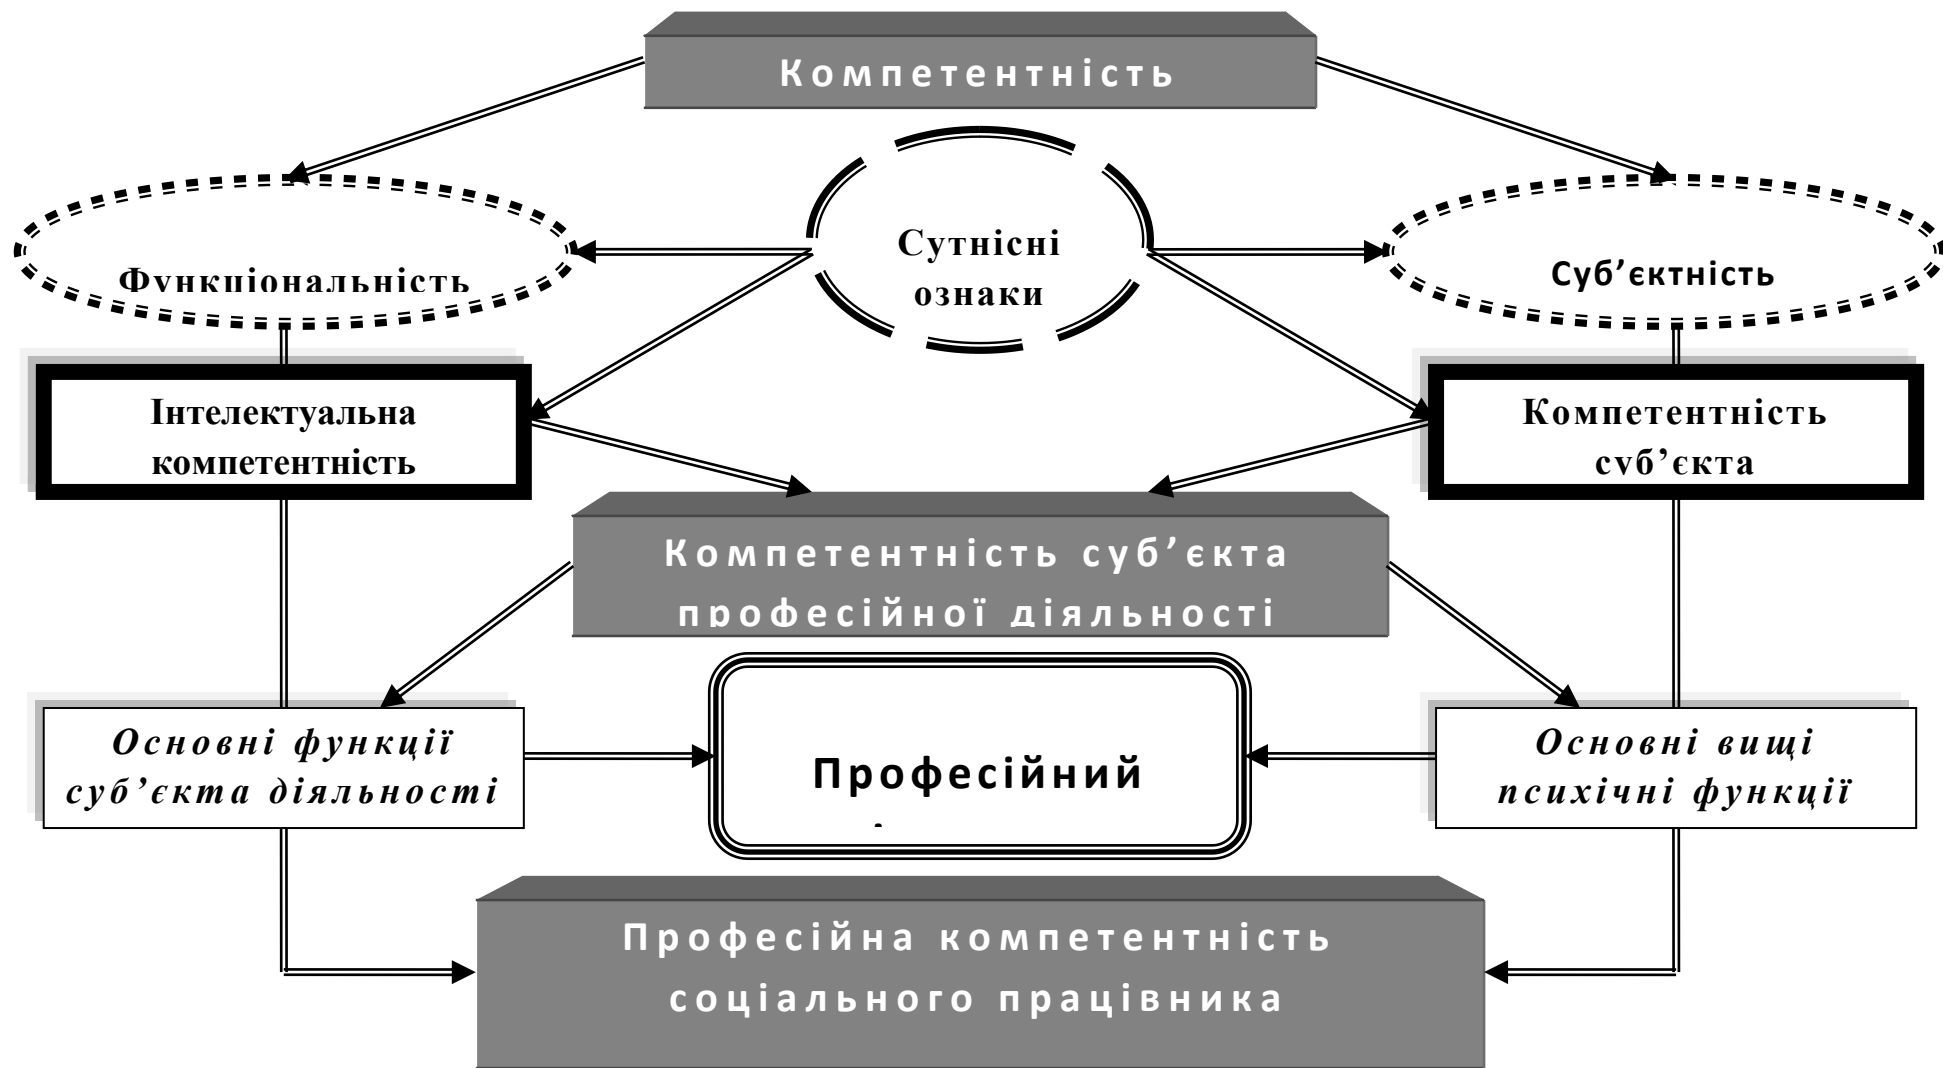 Компетентність
Сутнісні
ознаки
Функціональність
Суб’єктність
Інтелектуальна
компетентність
Компетентність
суб’єкта
Компетентність суб’єкта
професійної діяльності
Основні функції
суб’єкта діяльності
Професійний
Основні вищі
психічні функції
Професійна компетентність
соціального працівника